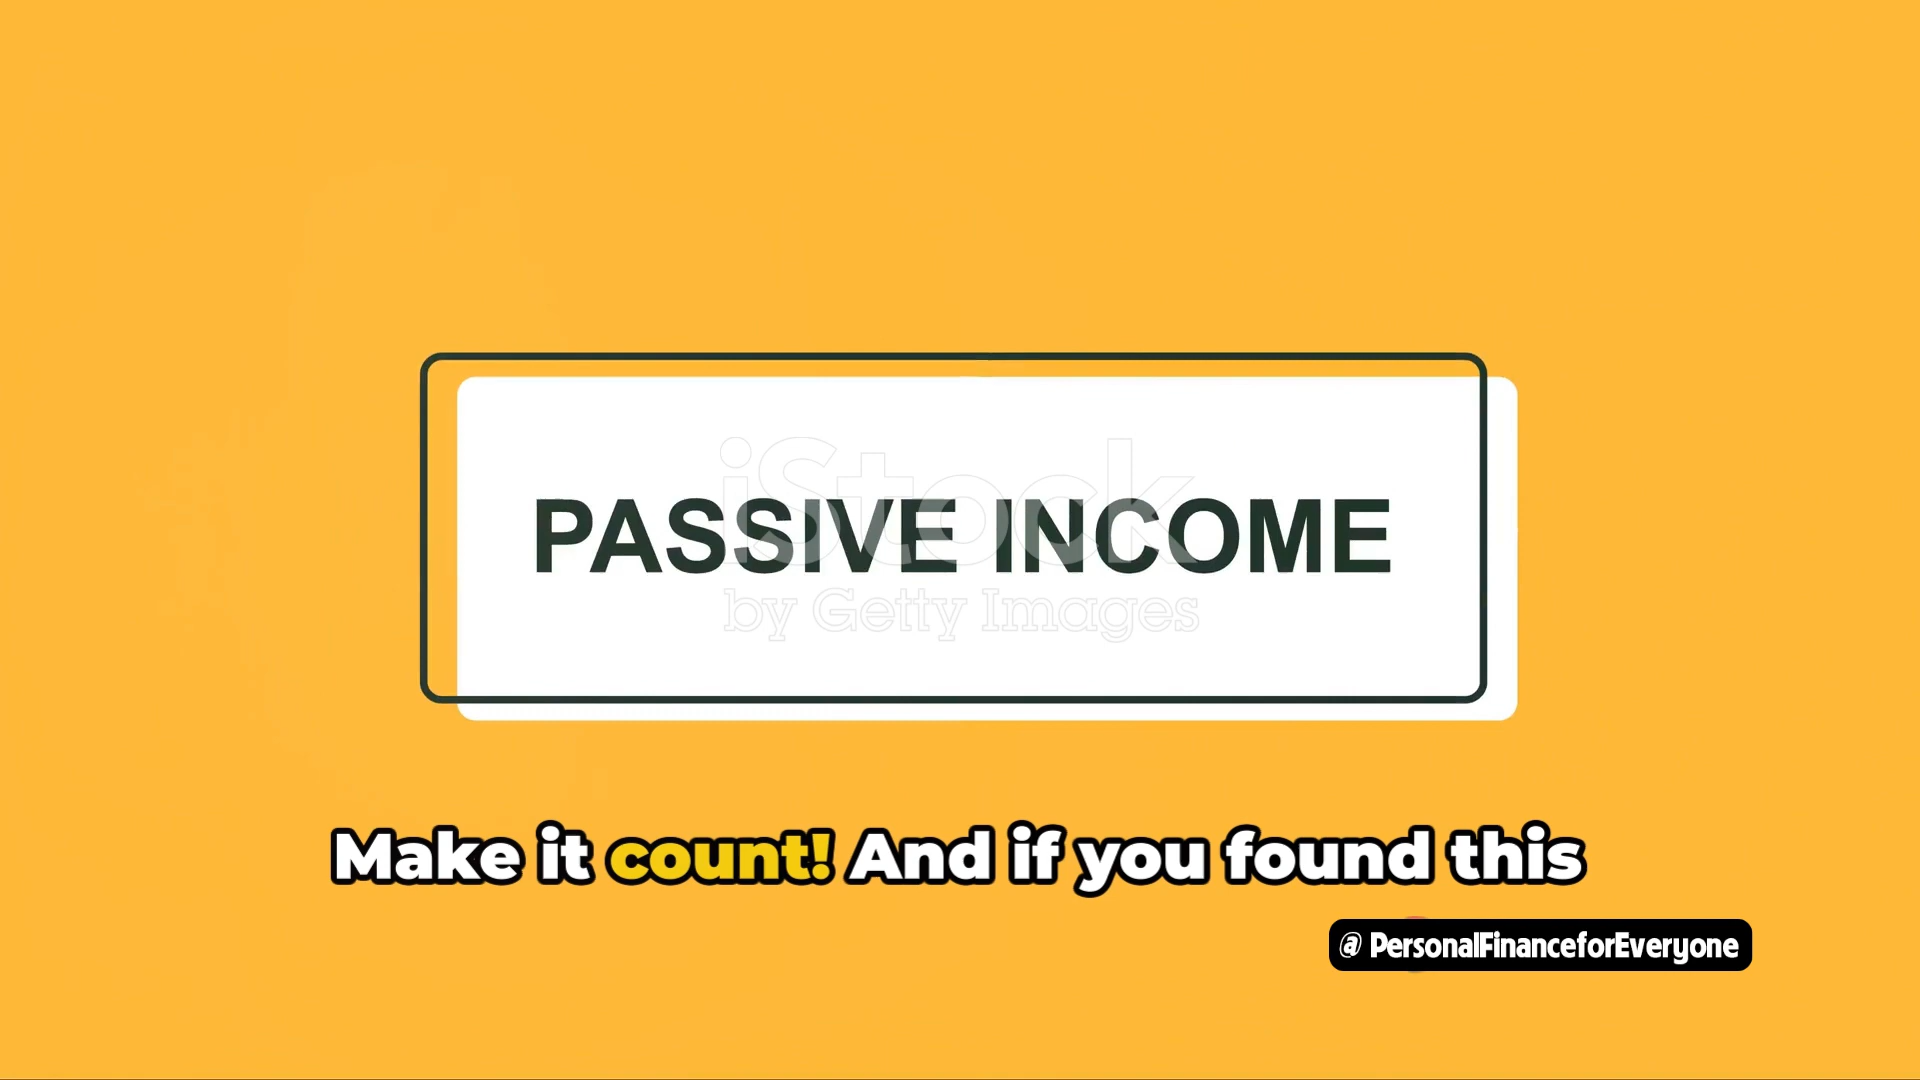 iStock
PASSIVE INCOME
by Getty Images
Make it count! And if you found this
@ PersonalFinanceforEveryone